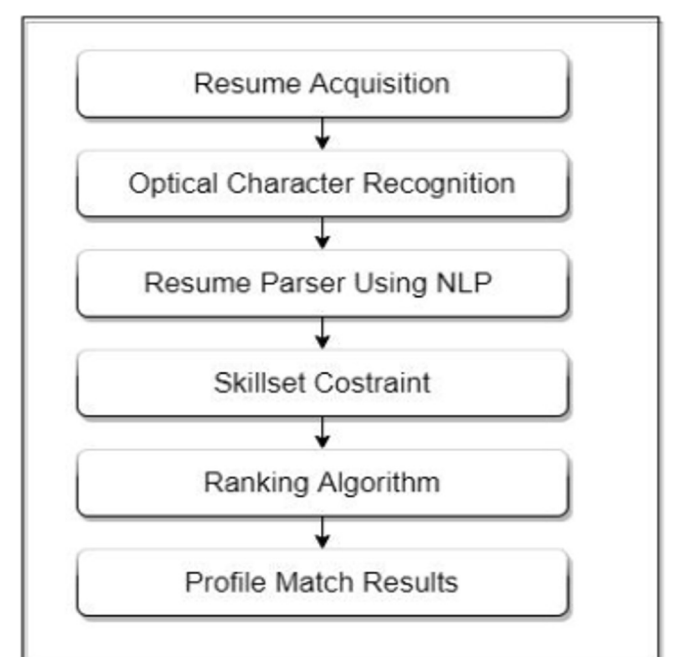 Resume Acquisition
Optical Character Recognition
Resume Parser Using NLP
Skillset Costraint
Ranking Algorithm
Profile Match Results